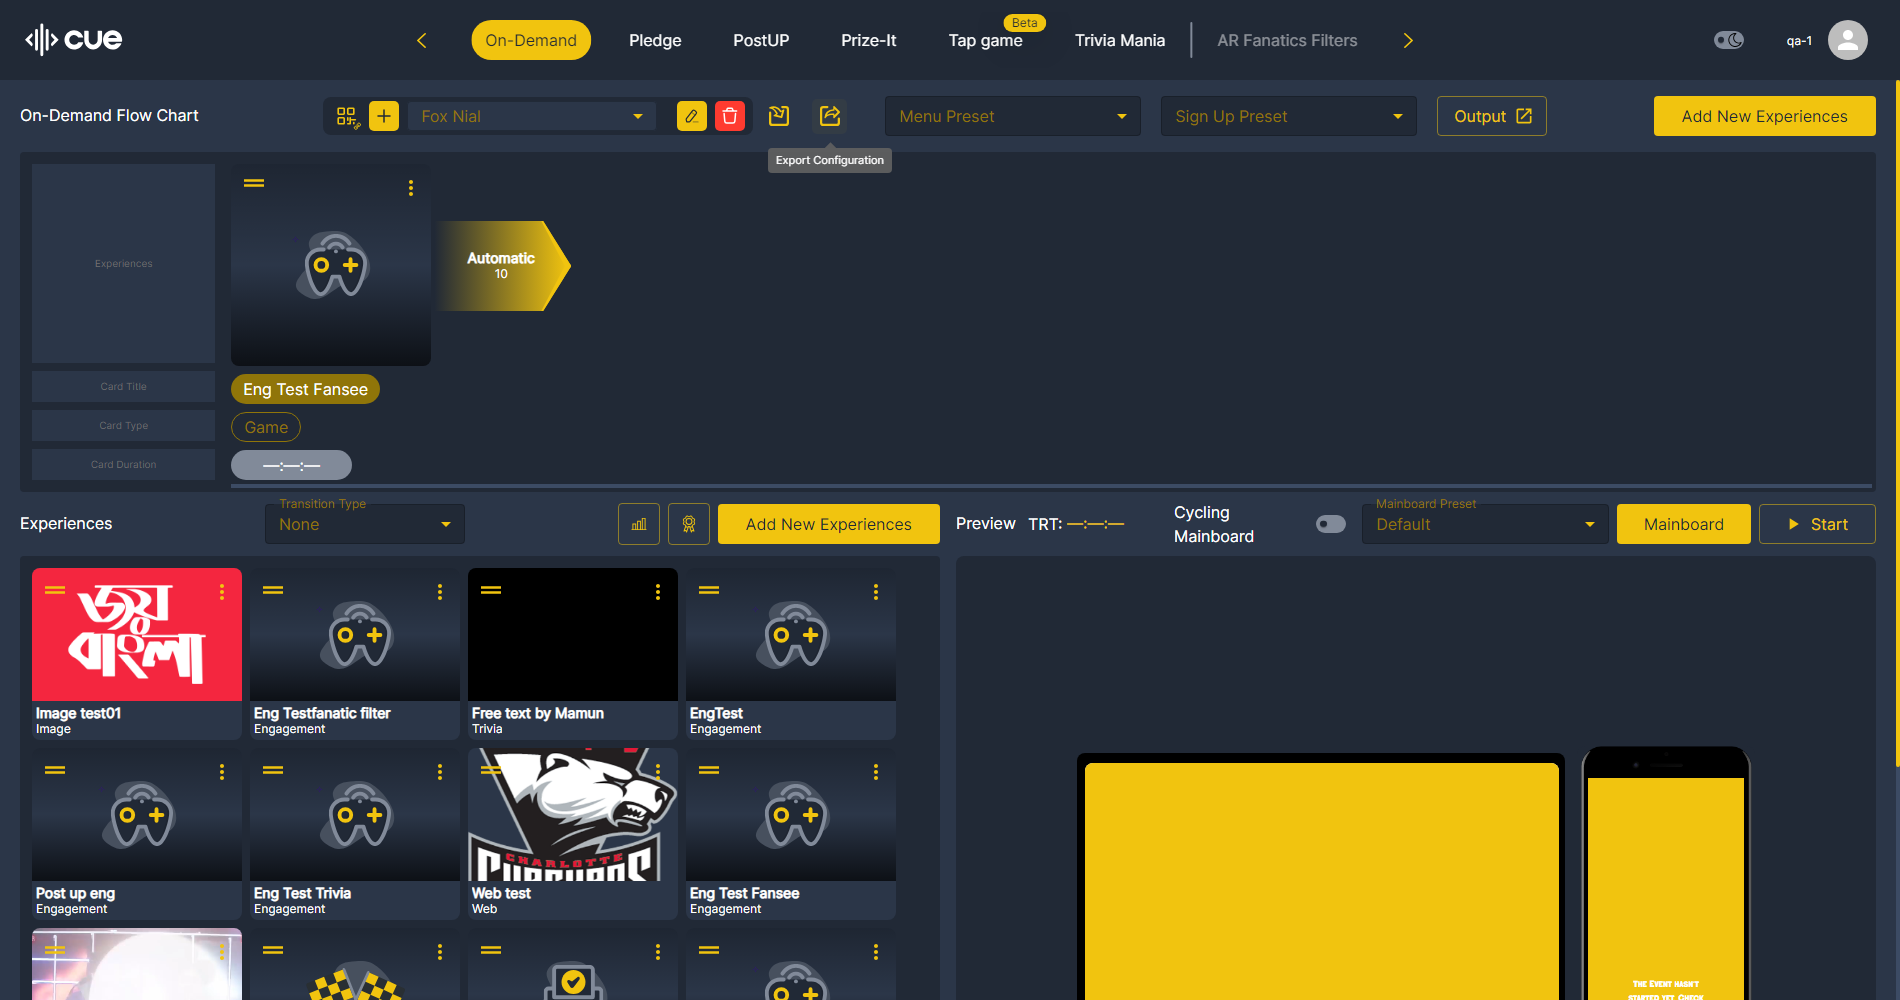 cue
On-Demand
Pledge
PostUP
Prize-It
Tap game
Beta
Trivia Mania
AR Fanatics Filters
qa-1
On-Demand Flow Chart
Fox Nial
Menu Preset
Sign Up Preset
Output
Add New Experiences
Export Configuration
Experiences
Automatic
10
Card Title
Eng Test Fansee
Card Type
Game
Card Duration
—:—:—
Experiences
Transition Type
None
Add New Experiences
Preview
TRT: —:—:—
Cycling
Mainboard
Mainboard Preset
Default
Mainboard
Start
জয়
বাংলা
Image test01
Image
Eng Testfanatic filter
Engagement
Free text by Mamun
Trivia
EngTest
Engagement
Post up eng
Engagement
Eng Test Trivia
Engagement
CHARLOTTE
Web test
Web
Eng Test Fansee
Engagement
The Event hasn't
started yet. Check